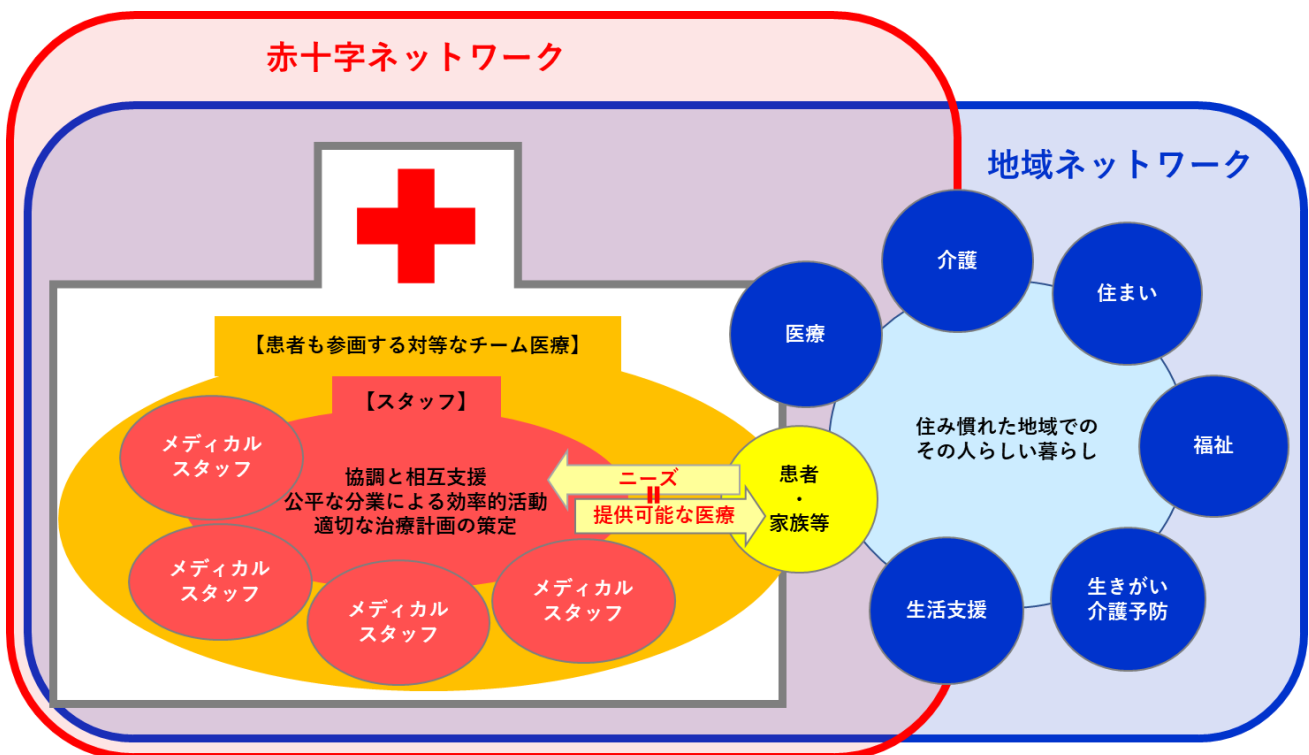 赤十字ネットワーク
地域ネットワーク
【患者も参画する対等なチーム医療】
【スタッフ】
メディカル
スタッフ
メディカル
スタッフ
メディカル
スタッフ
メディカル
スタッフ
協調と相互支援
公平な分業による効率的活動
適切な治療計画の策定
ニーズ
=
提供可能な医療
患者
・
家族等
医療
介護
住まい
福祉
生きがい
介護予防
生活支援
住み慣れた地域での
その人らしい暮らし